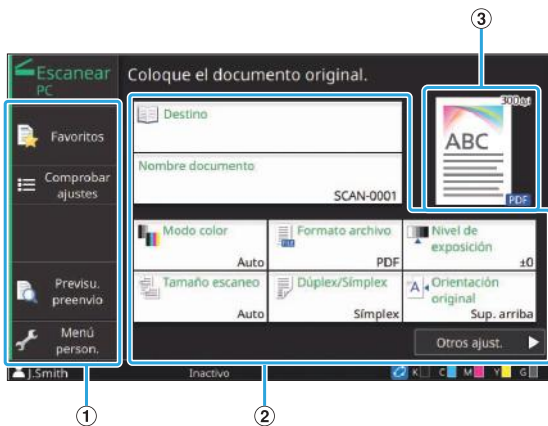 ③
Escanear
PC
Coloque el documento original.
300dpi
ABC
PDF
Favoritos
Comprobar
ajustes
Previsu.
preenvío
Menú
person.
Destino
Nombre documento
SCAN-0001
Modo color
Auto
Formato archivo
PDF
Nivel de
exposición
±0
Tamaño escaneo
Auto
Dúplex/Símplex
Símplex
Orientación
original
Sup. arriba
Otros ajust.
J.Smith
Inactivo
K C M Y G
① ②